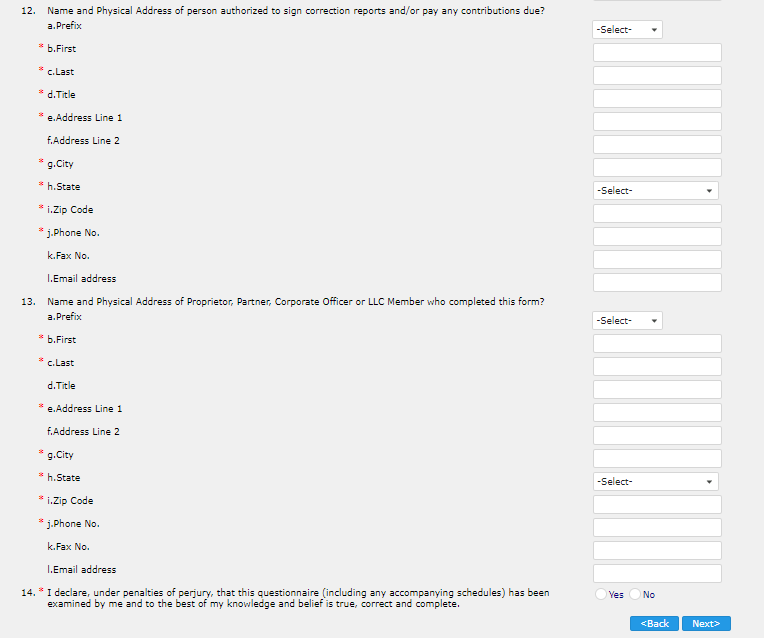 12. Name and Physical Address of person authorized to sign correction reports and/or pay any contributions due?
a.Prefix -Select-
* b.First
* c.Last
* d.Title
* e.Address Line 1
f.Address Line 2
* g.City
* h.State -Select-
* i.Zip Code
* j.Phone No.
k.Fax No.
l.Email address
13. Name and Physical Address of Proprietor, Partner, Corporate Officer or LLC Member who completed this form?
a.Prefix -Select-
* b.First
* c.Last
d.Title
* e.Address Line 1
f.Address Line 2
* g.City
* h.State -Select-
* i.Zip Code
* j.Phone No.
k.Fax No.
l.Email address
14. * I declare, under penalties of perjury, that this questionnaire (including any accompanying schedules) has been Yes No
examined by me and to the best of my knowledge and belief is true, correct and complete.
<Back Next>